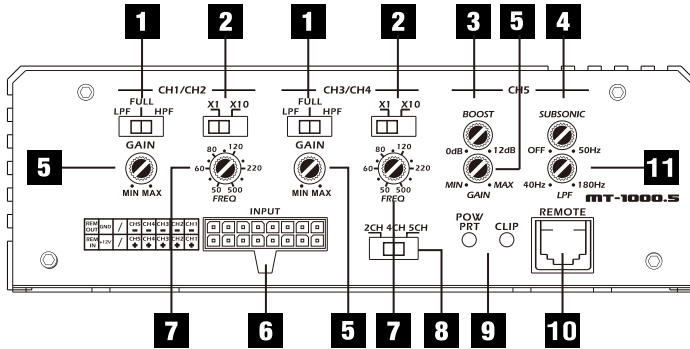 1 2 1 2 3 5 4
CH1/CH2 CH3/CH4 CH5
FULL X1 X10 FULL X1 X10 BOOST SUBSONIC
LPF HPF LPF HPF
0dB 12dB OFF 50Hz
GAIN 80 120 GAIN 80 120
5 60 220 60 220 11
MIN MAX 50 500 MIN MAX 50 500 MIN MAX 40Hz 180Hz
FREQ FREQ GAIN LPF
MT-1000.5
INPUT POW PRT CLIP REMOTE
REM OUT GND / CH5 - CH4 - CH3 - CH2 - CH1 -
REM IN +12V / CH5 + CH4 + CH3 + CH2 + CH1 +
2CH 4CH 5CH
7 6 5 7 8 9 10